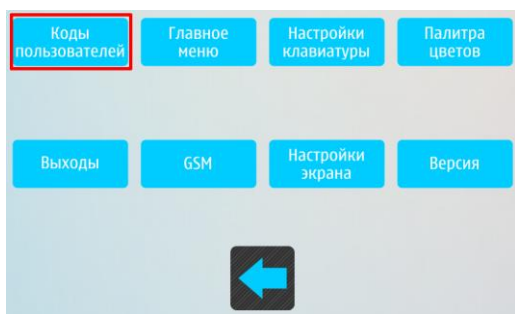 Коды
пользователей
Главное
меню
Настройки
клавиатуры
Палитра
цветов
Выходы
GSM
Настройки
экрана
Версия